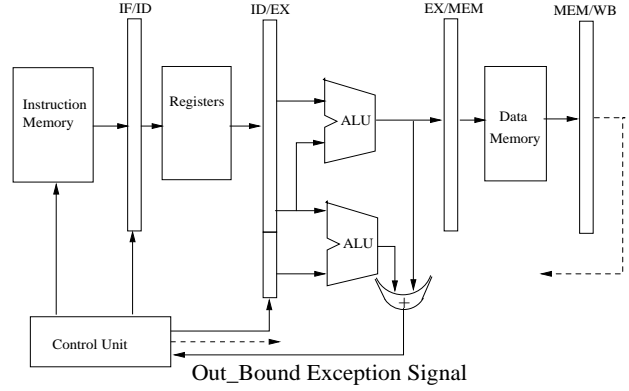 IF/ID
ID/EX
EX/MEM
MEM/WB
Instruction
Memory
Registers
ALU
Data
Memory
ALU
+
Control Unit
Out_Bound Exception Signal